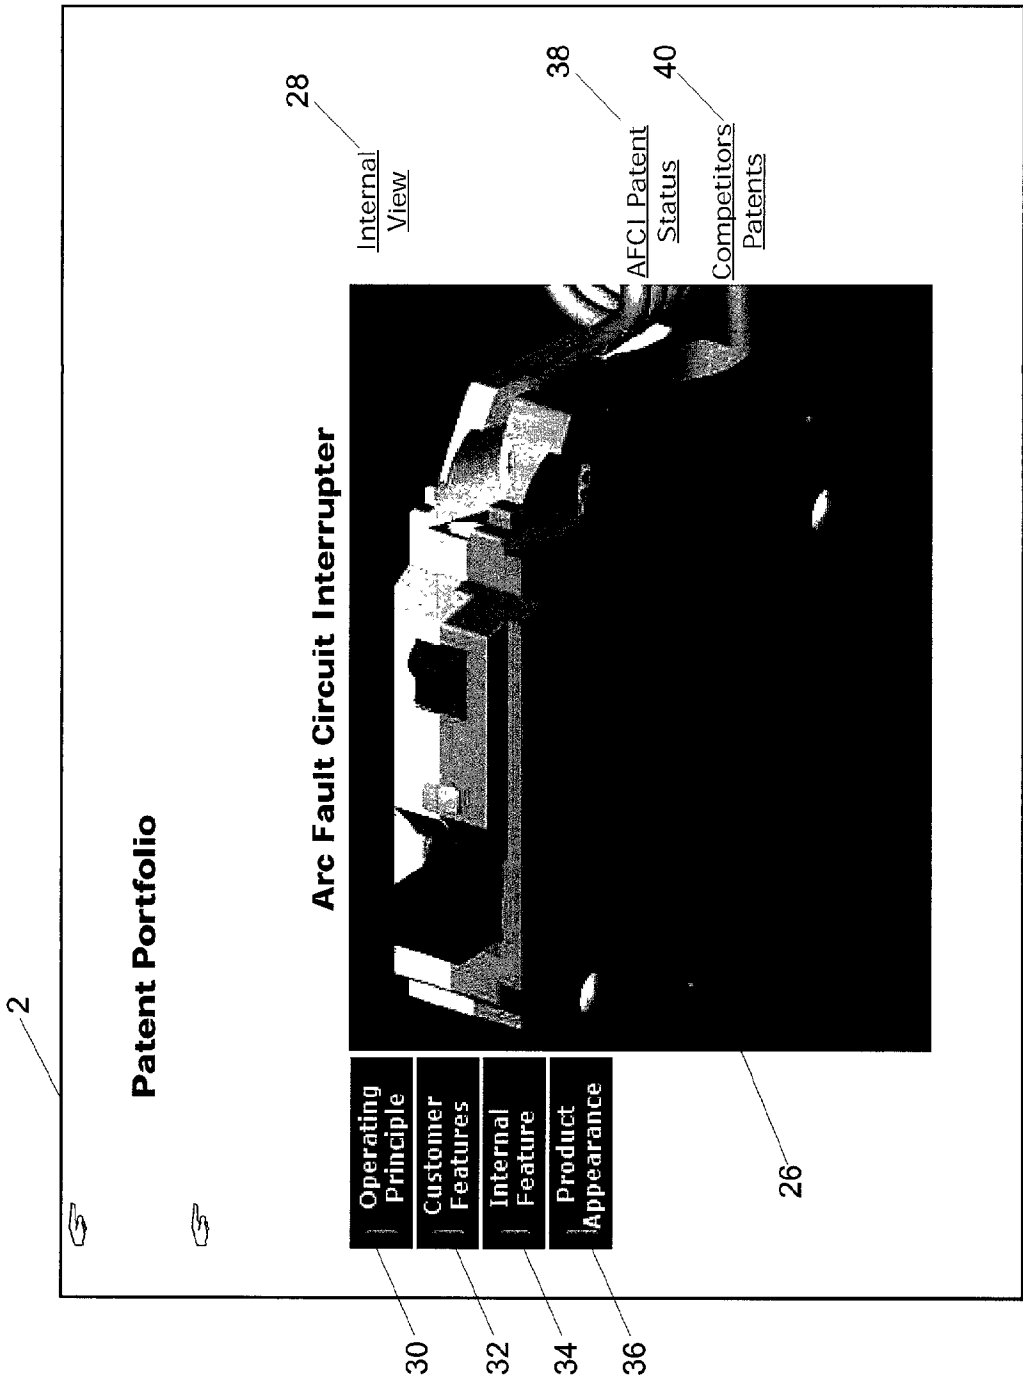 2
Patent Portfolio
Arc Fault Circuit Interrupter
30
Operating
Principle
32
Customer
Features
34
Internal
Feature
36
Product
Appearance
26
28
Internal
View
38
AFCI Patent
Status
40
Competitors
Patents